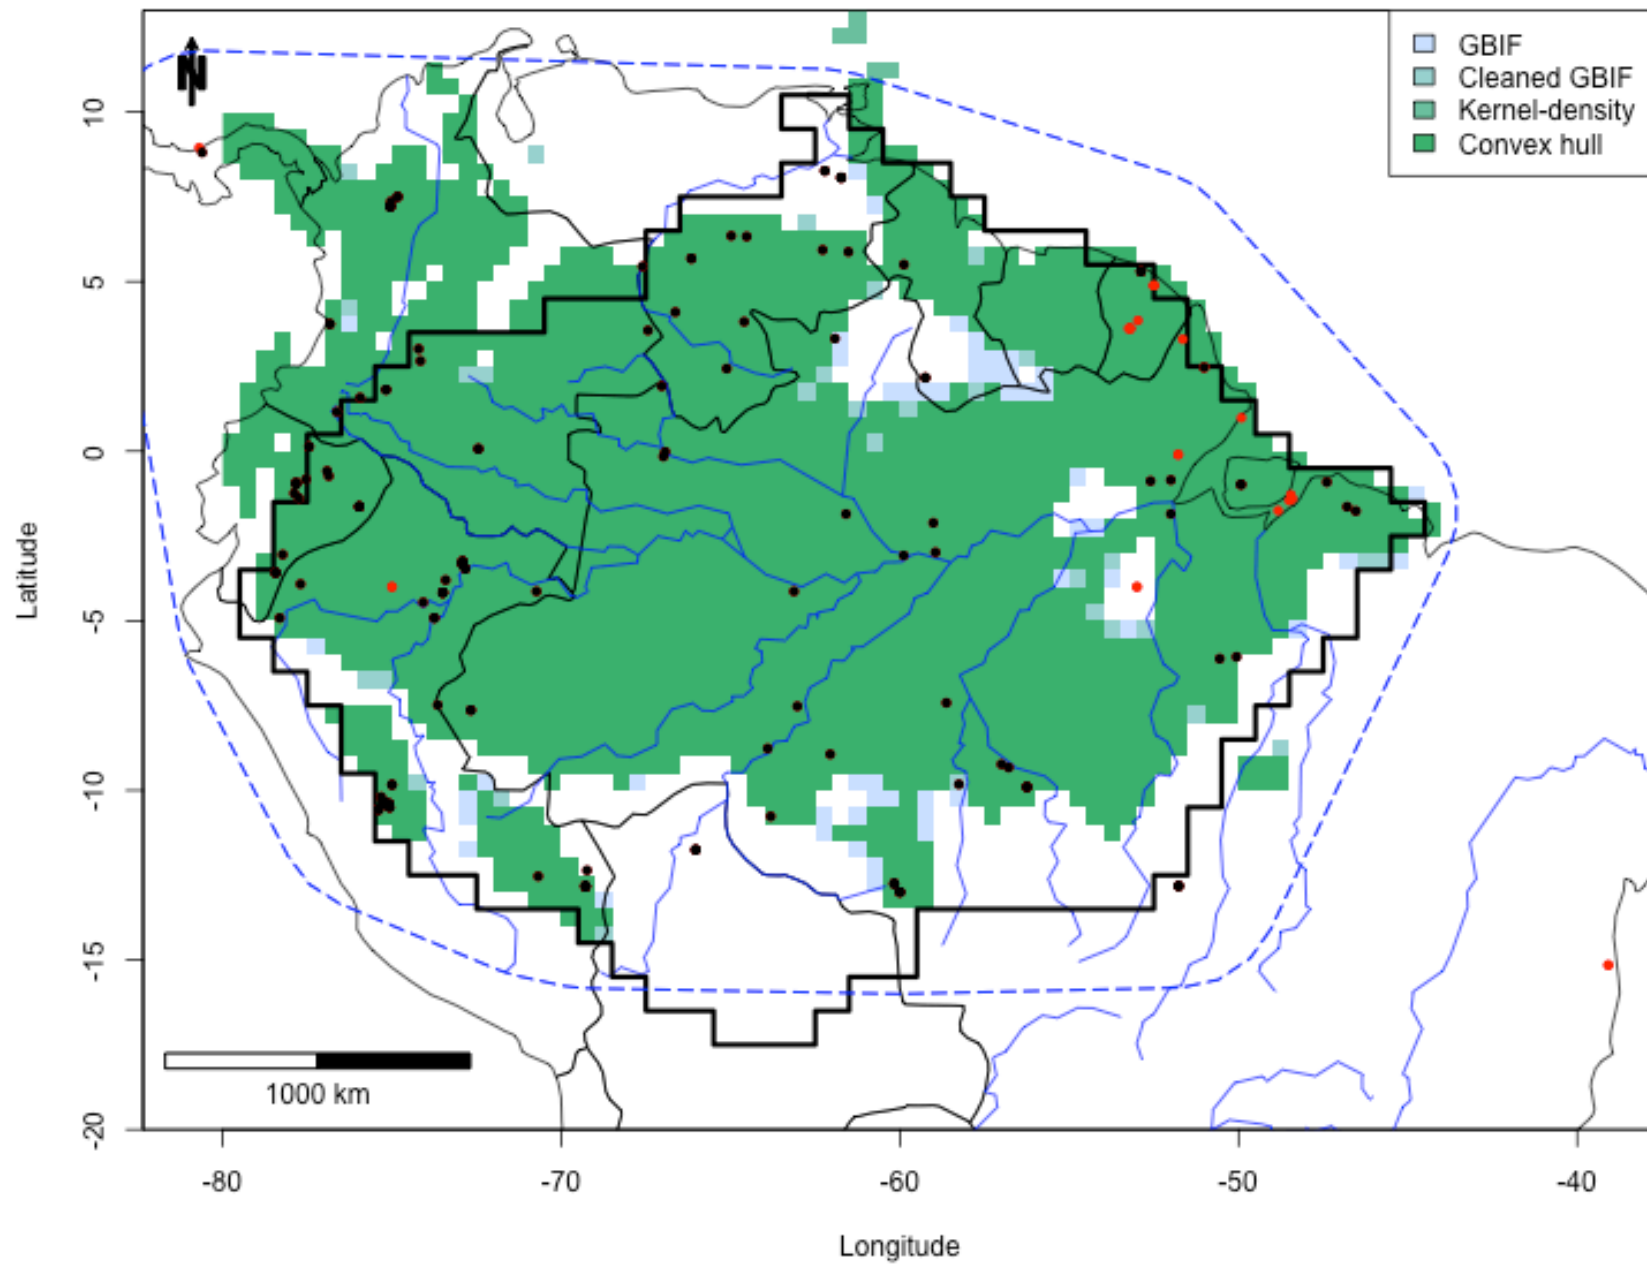 N
GBIF
Cleaned GBIF
Kernel-density
Convex hull
10
5
0
-5
-10
-15
-20
Latitude
1000 km
-80 -70 -60 -50 -40
Longitude